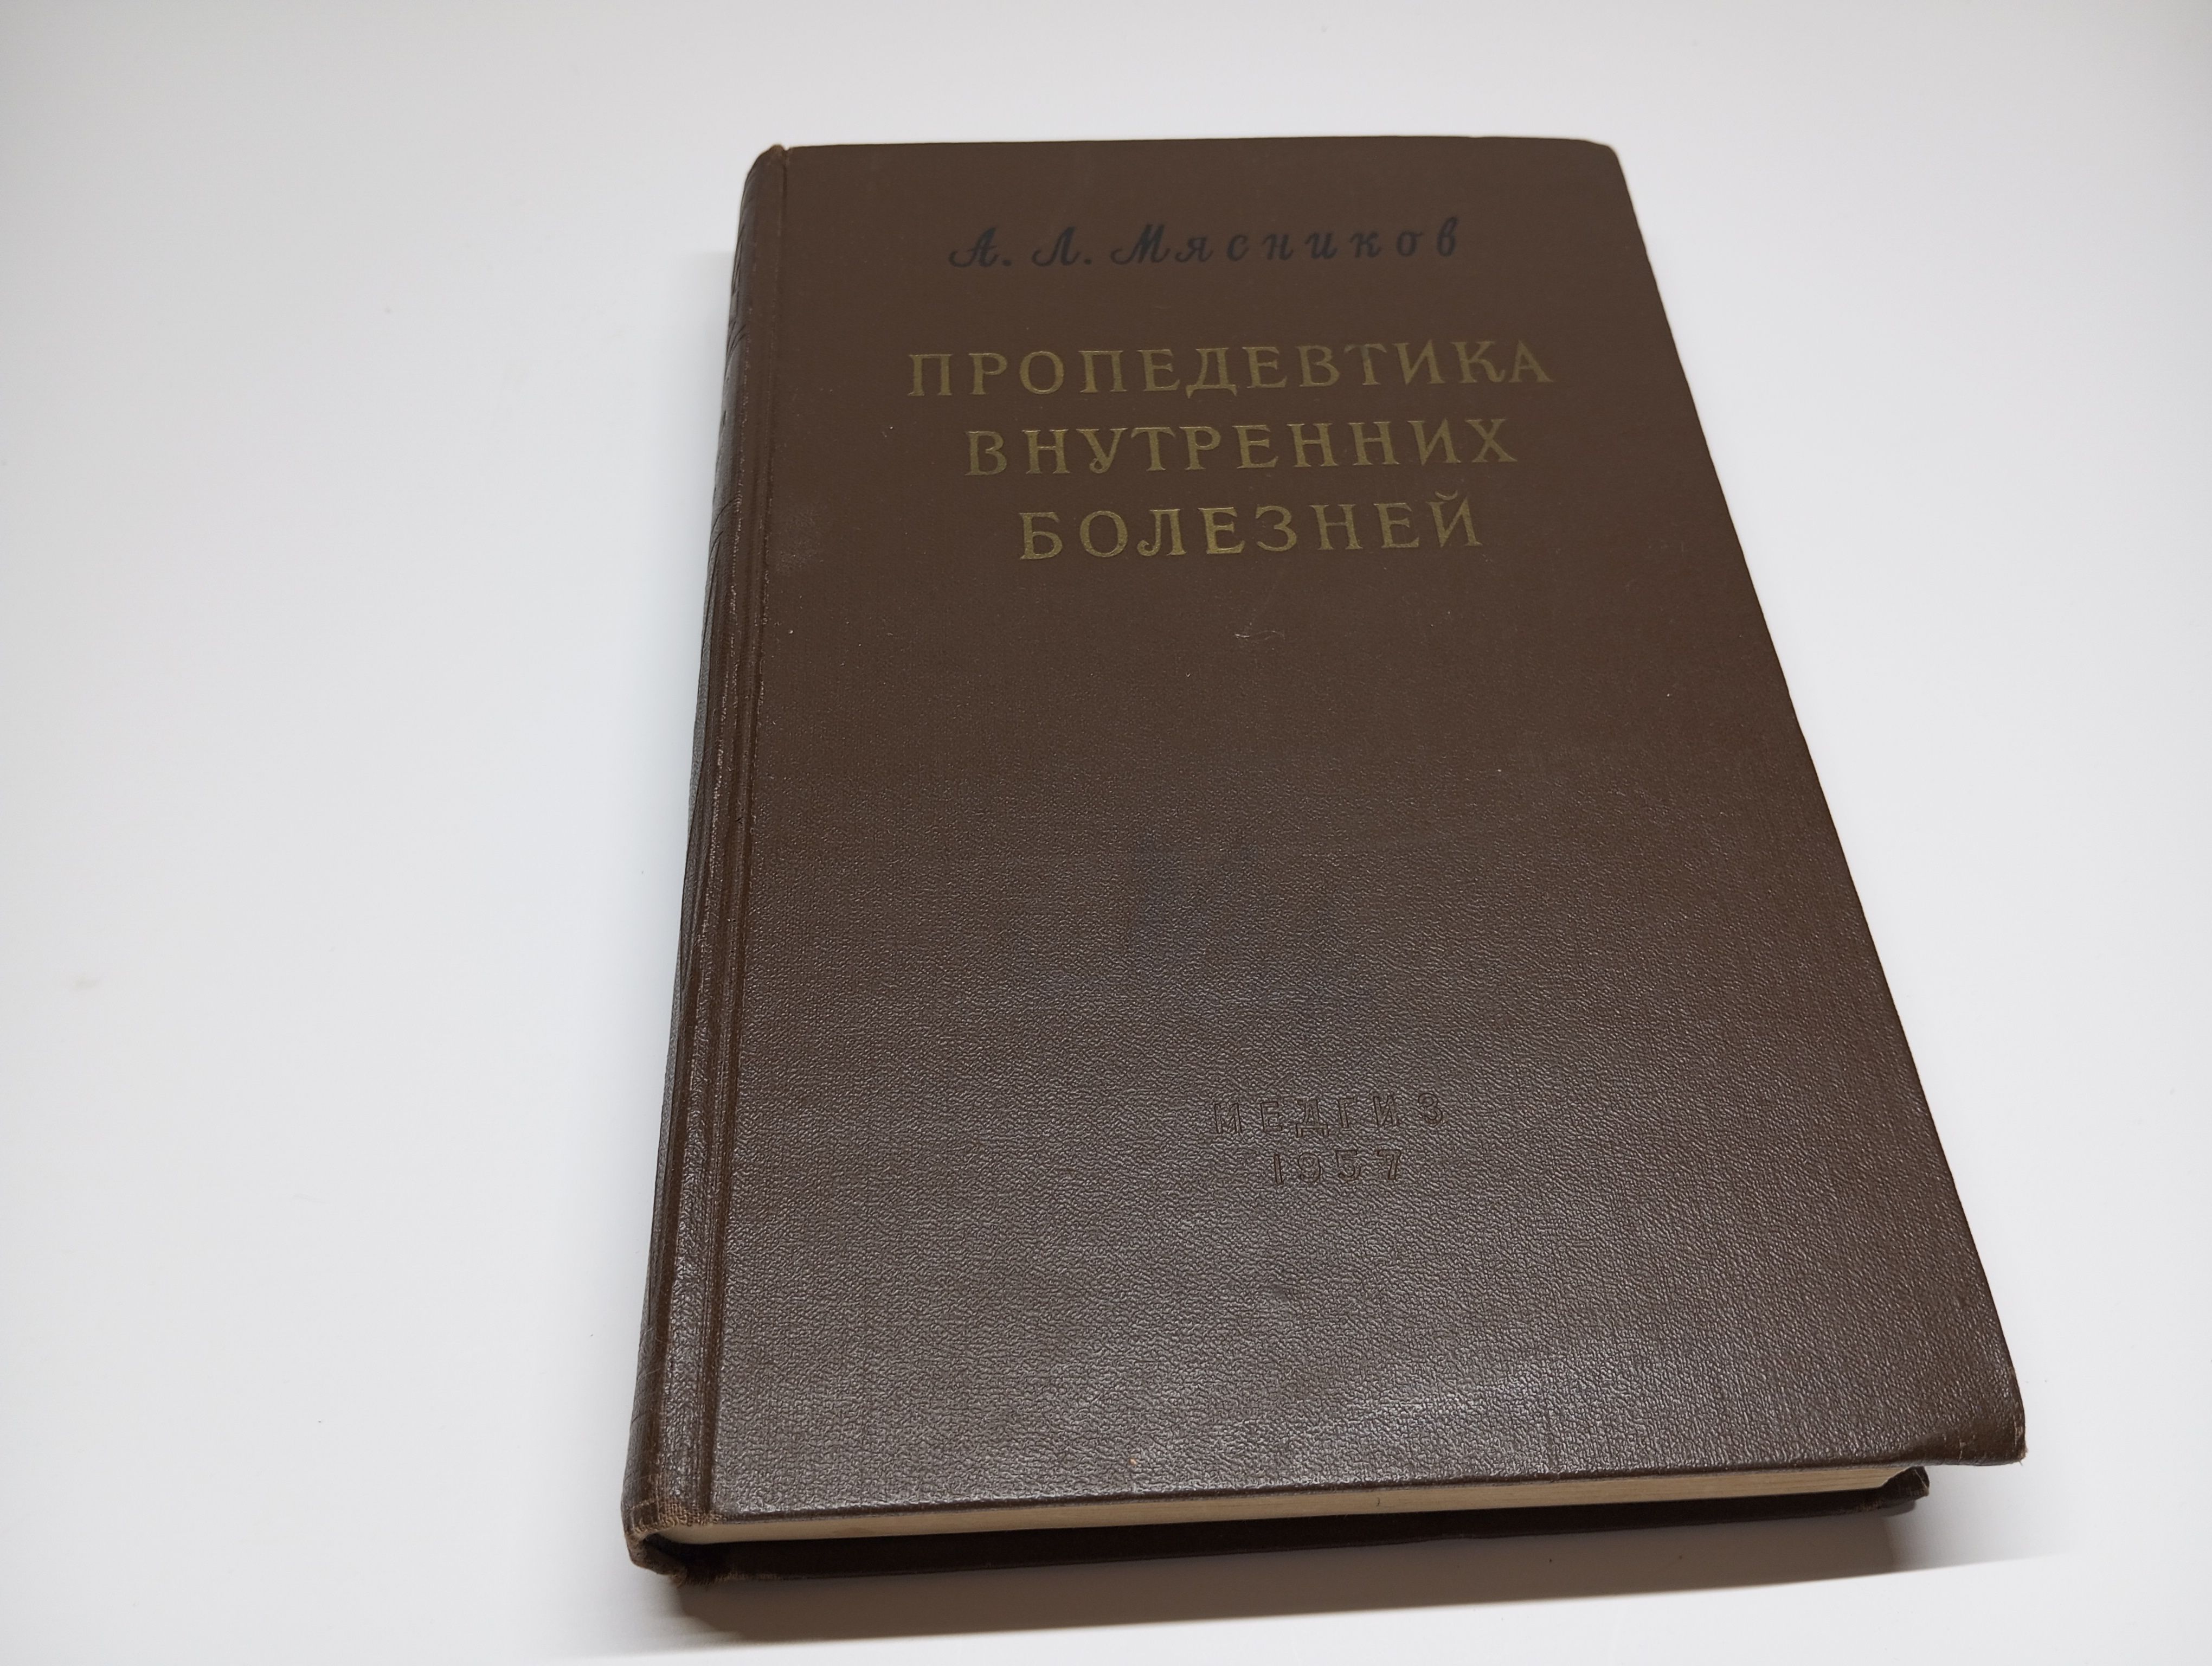 А. Л. Мясников
ПРОПЕДЕВТИКА
ВНУТРЕННИХ
БОЛЕЗНЕЙ
МЕДГИЗ
1957